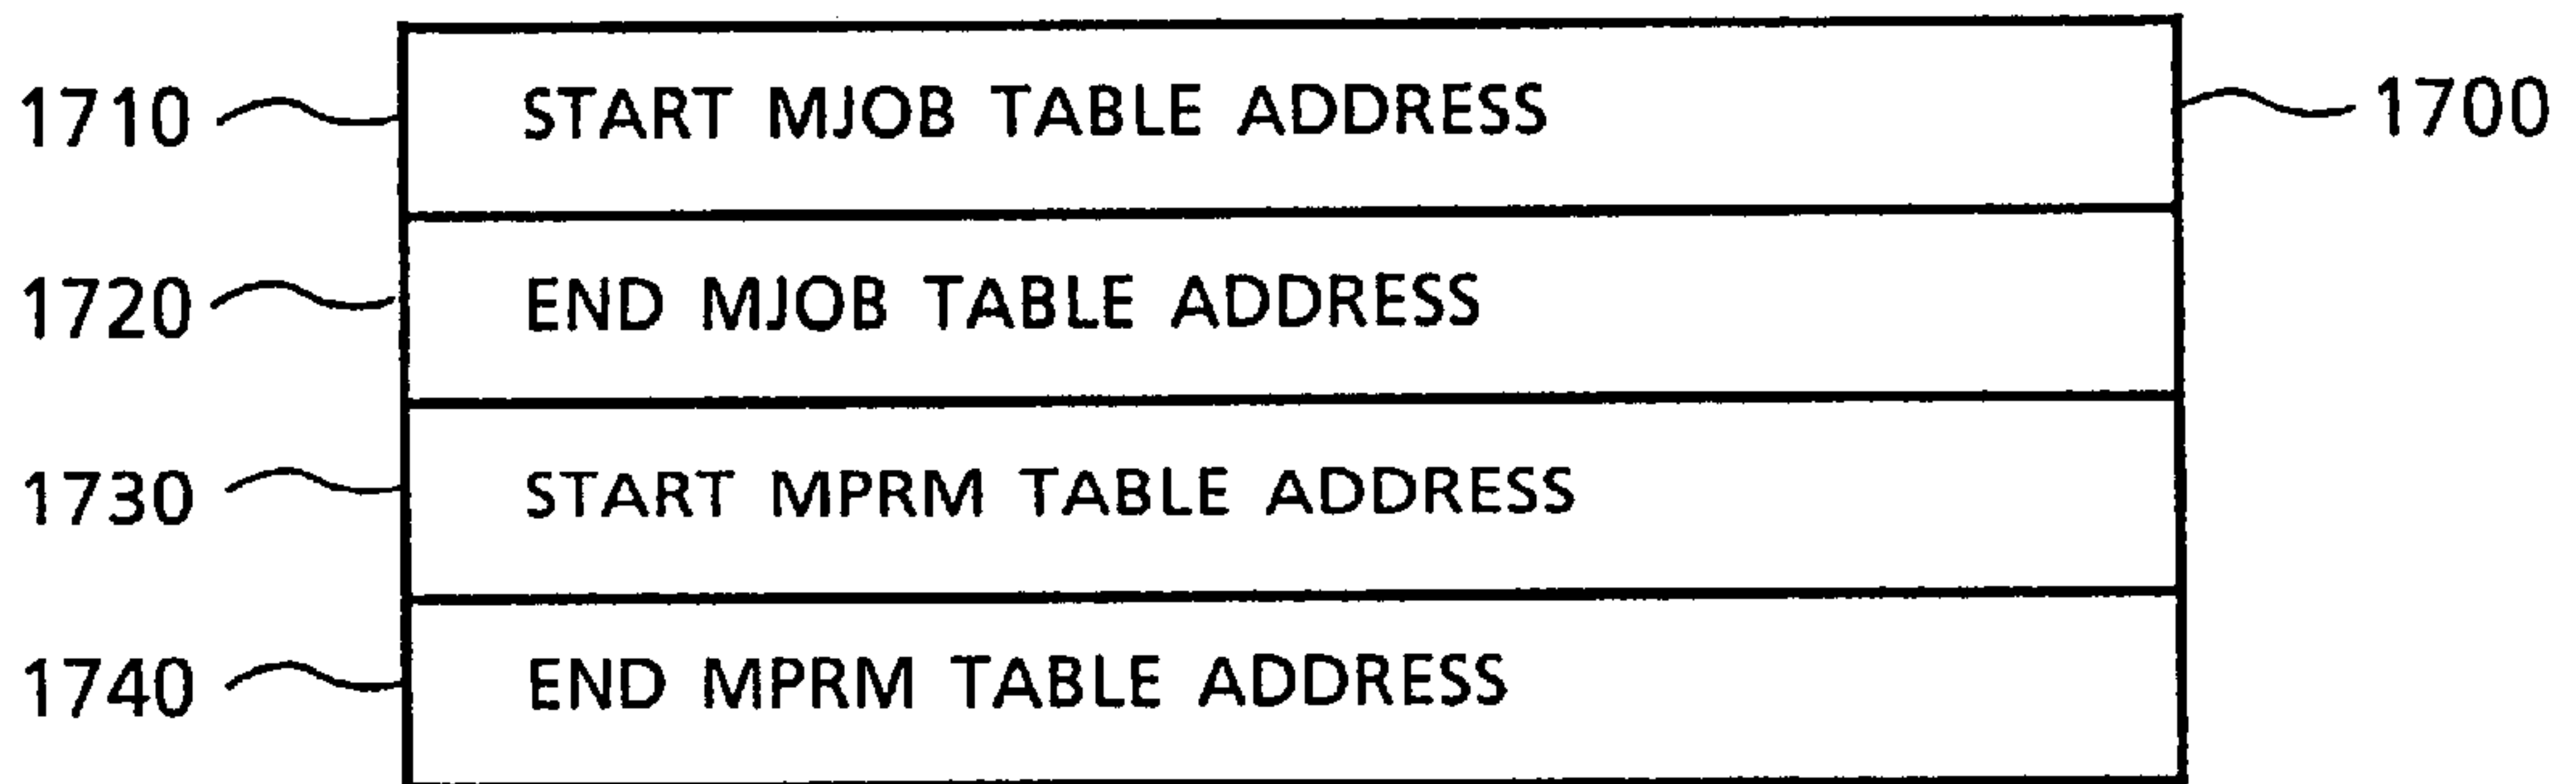 1710 START MJOB TABLE ADDRESS 1700
1720 END MJOB TABLE ADDRESS
1730 START MPRM TABLE ADDRESS
1740 END MPRM TABLE ADDRESS